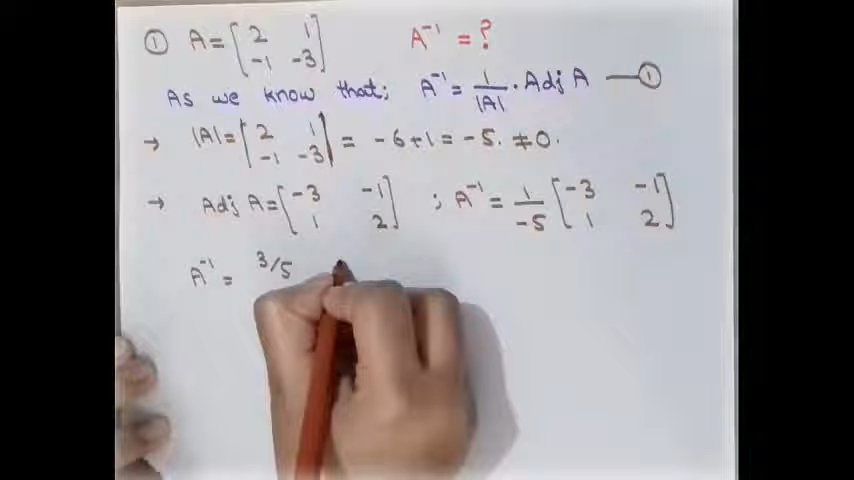 ① A = [2 1 A⁻¹ = ?
-1 -3]
As we know that; A⁻¹ = 1/|A| · Adj A —①
→ |A| = [2 1 = -6+1 = -5. ≠ 0.
-1 -3|
→ Adj A = [-3 -1 ; A⁻¹ = 1/-5 [-3 -1
1 2] 1 2]
A⁻¹ = 3/5